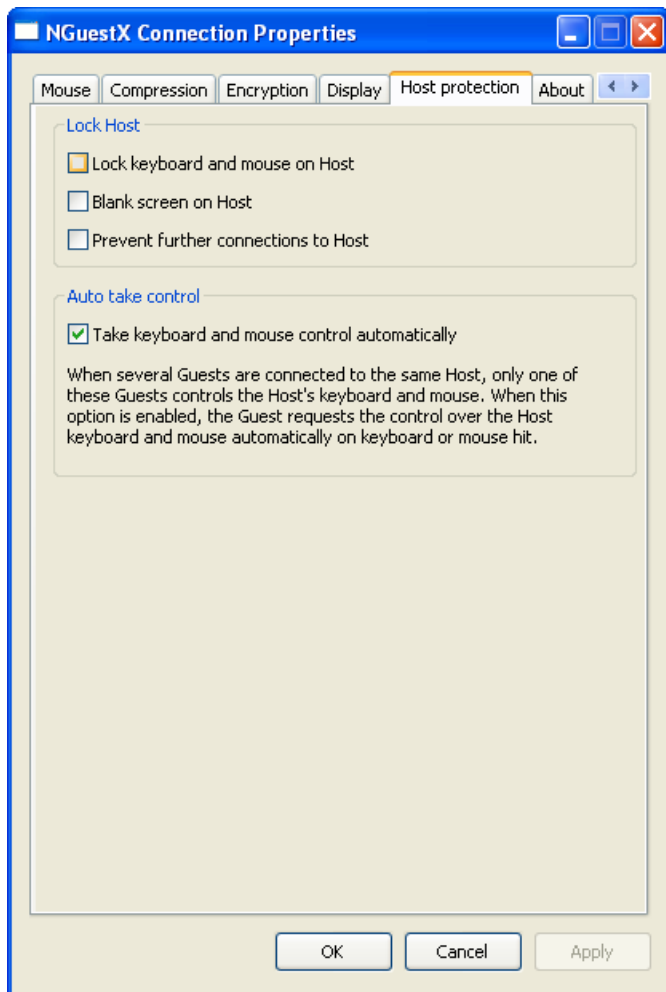 NGuestX Connection Properties
Mouse Compression Encryption Display Host protection About
Lock Host
Lock keyboard and mouse on Host
Blank screen on Host
Prevent further connections to Host
Auto take control
Take keyboard and mouse control automatically
When several Guests are connected to the same Host, only one of
these Guests controls the Host's keyboard and mouse. When this
option is enabled, the Guest requests the control over the Host
keyboard and mouse automatically on keyboard or mouse hit.
OK Cancel Apply